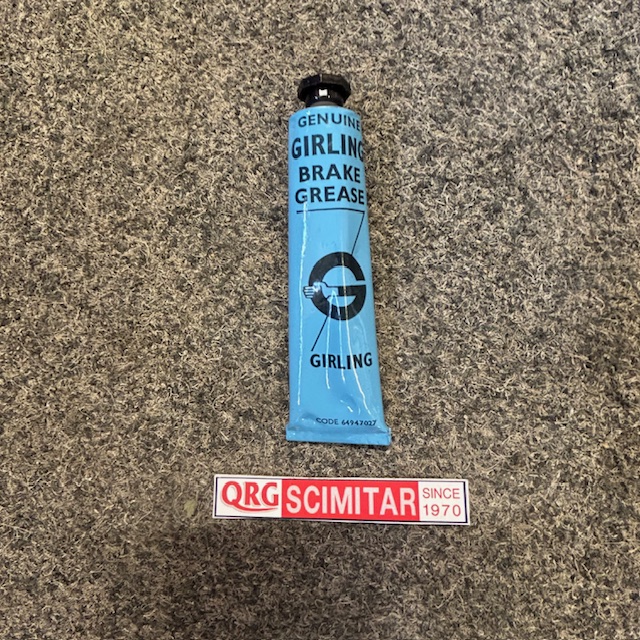 GENUINE
GIRLING
BRAKE
GREASE
G
GIRLING
CODE 64947027
QRG SCIMITAR SINCE
1970